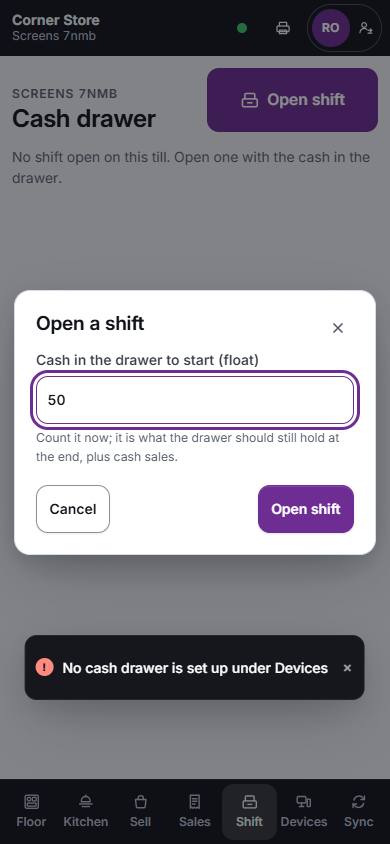 Corner Store
Screens 7nmb
RO
SCREENS 7NMB
Cash drawer
Open shift
No shift open on this till. Open one with the cash in the
drawer.
Open a shift
×
Cash in the drawer to start (float)
50
Count it now; it is what the drawer should still hold at
the end, plus cash sales.
Cancel
Open shift
! No cash drawer is set up under Devices ×
Floor
Kitchen
Sell
Sales
Shift
Devices
Sync